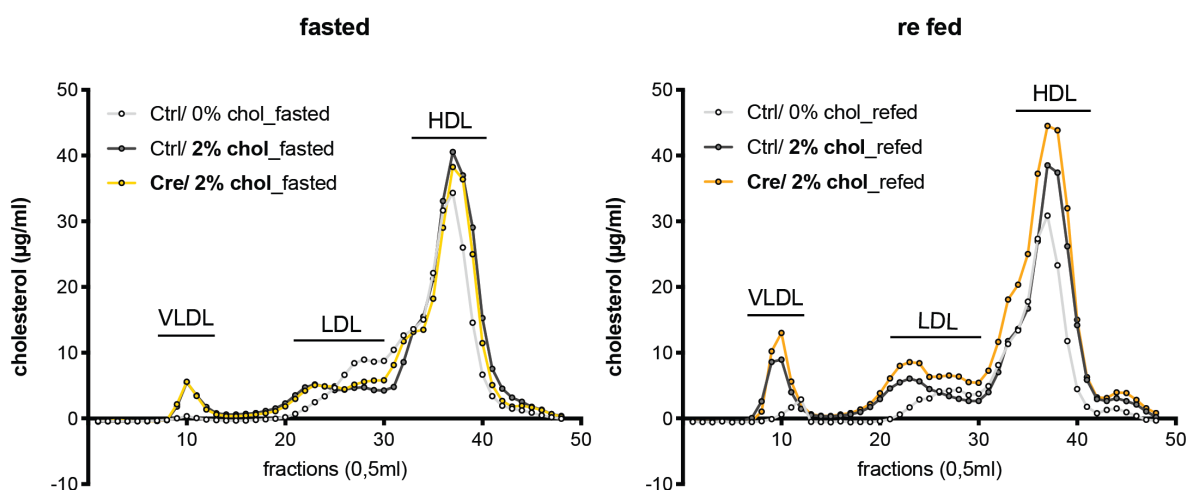 fasted
50
40
30
20
10
0
-10
cholesterol (µg/ml)
Ctrl/ 0% chol_fasted
Ctrl/ 2% chol_fasted
Cre/ 2% chol_fasted
VLDL
LDL
HDL
10
20
30
40
50
fractions (0,5ml)
re fed
50
40
30
20
10
0
-10
cholesterol (µg/ml)
Ctrl/ 0% chol_refed
Ctrl/ 2% chol_refed
Cre/ 2% chol_refed
VLDL
LDL
HDL
10
20
30
40
50
fractions (0,5ml)